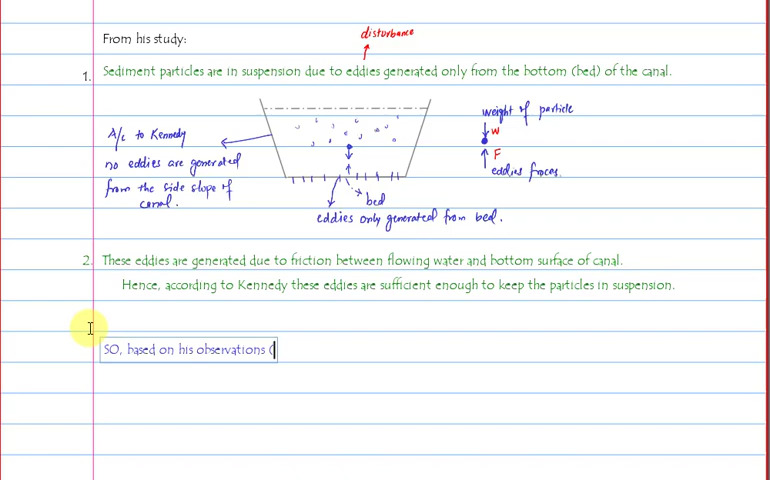 From his study:
disturbance
1. Sediment particles are in suspension due to eddies generated only from the bottom (bed) of the canal.
A/c to Kennedy
no eddies are generated
from the side slope of
canal.
bed
eddies only generated from bed.
weight of particle
W
F
eddies froces.
2. These eddies are generated due to friction between flowing water and bottom surface of canal.
Hence, according to Kennedy these eddies are sufficient enough to keep the particles in suspension.
SO, based on his observations (